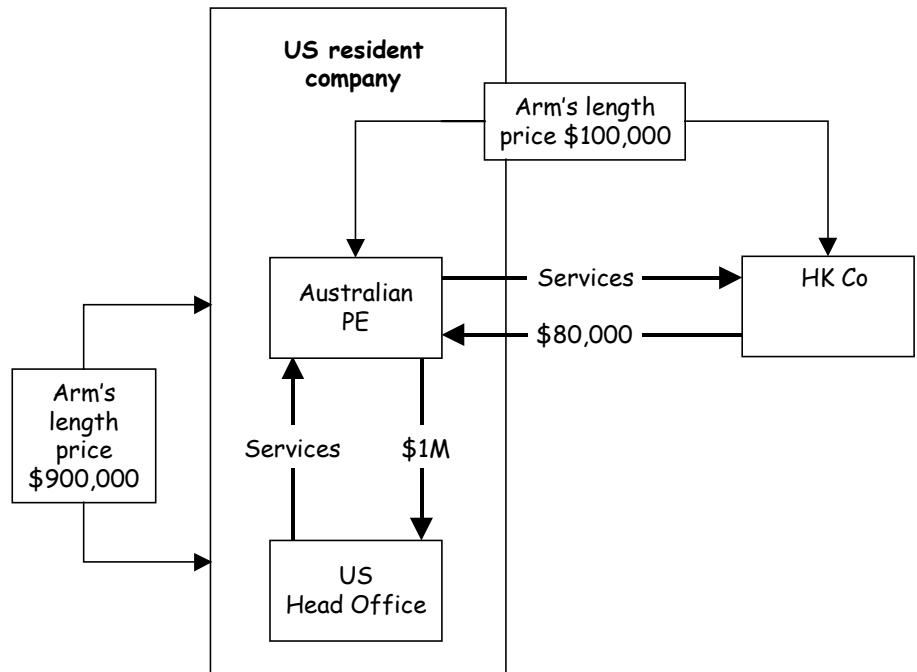 US resident
company
Arm's length
price $100,000
Australian
PE
Services
HK Co
$80,000
Arm's
length
price
$900,000
Services
$1M
US
Head Office